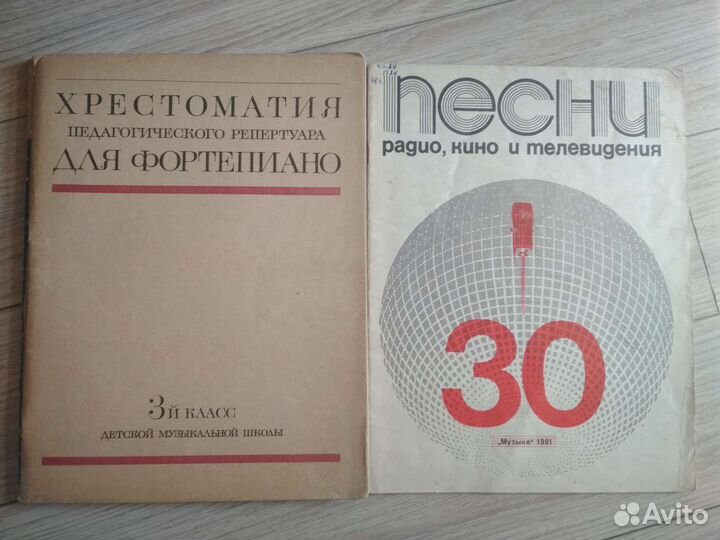 ХРЕСТОМАТИЯ
ПЕДАГОГИЧЕСКОГО РЕПЕРТУАРА
ДЛЯ ФОРТЕПИАНО
3й КЛАСС
ДЕТСКОЙ МУЗЫКАЛЬНОЙ ШКОЛЫ
песни
радио, кино и телевидения
30
„Музыка" 1981
Avito